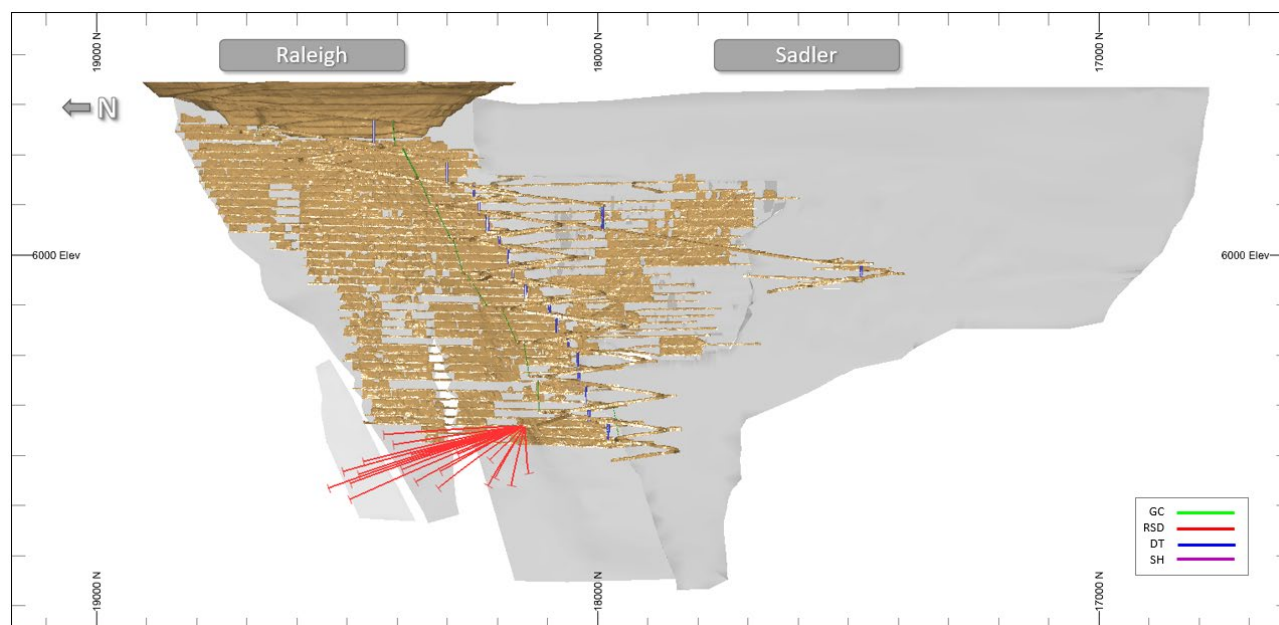 19000 N
18000 N
17000 N
Raleigh
Sadler
N
6000 Elev
6000 Elev
GC
RSD
DT
SH
19000 N
18000 N
17000 N